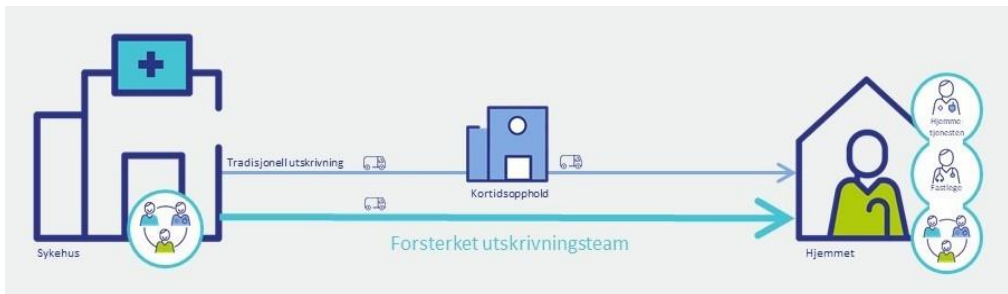 Sykehus
Tradisjonell utskrivning
Kortidsopphold
Forsterket utskrivningsteam
Hjemmet
Hjemme
tjenesten
Fastlege